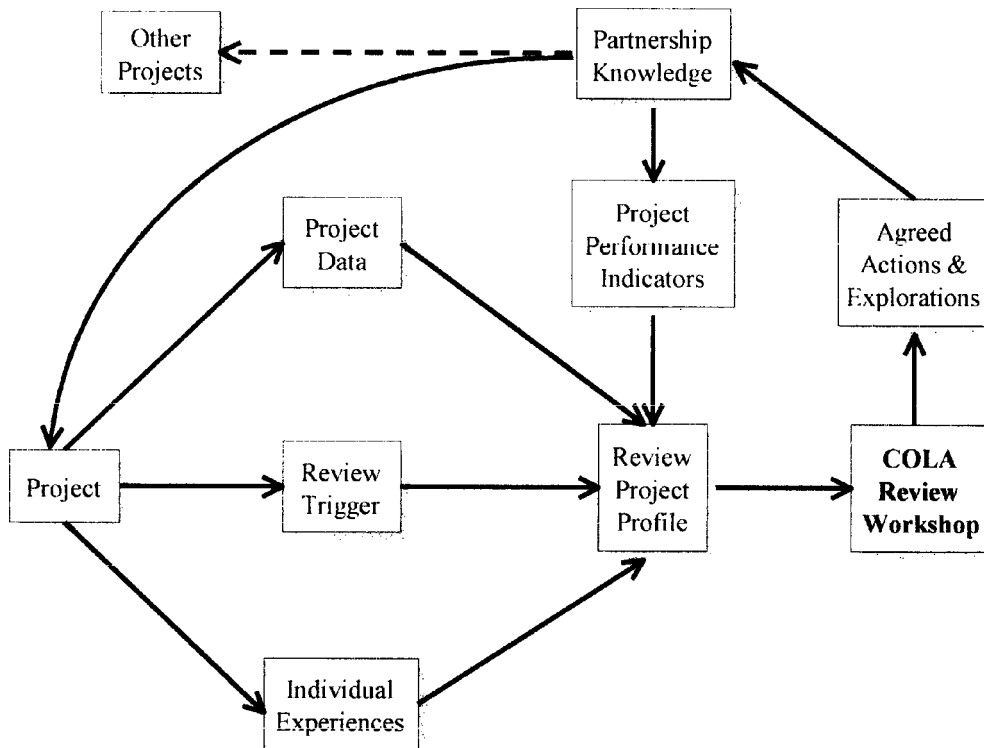 Other
Projects
Partnership
Knowledge
Project
Data
Project
Performance
Indicators
Agreed
Actions &
Explorations
Project
Review
Trigger
Review
Project
Profile
COLA
Review
Workshop
Individual
Experiences